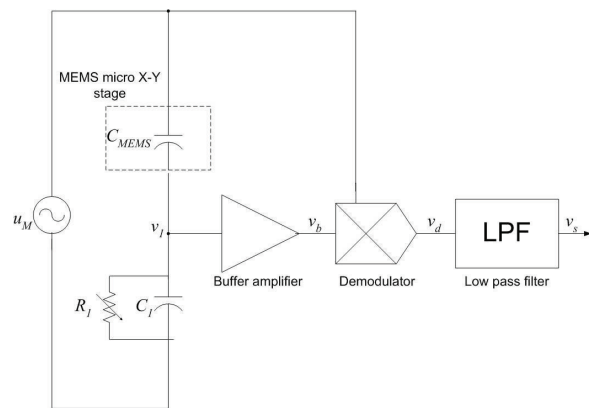 MEMS micro X-Y
stage
C_MEMS
u_M
v_1
v_b
v_d
LPF
v_s
Buffer amplifier
Demodulator
Low pass filter
R_1
C_1